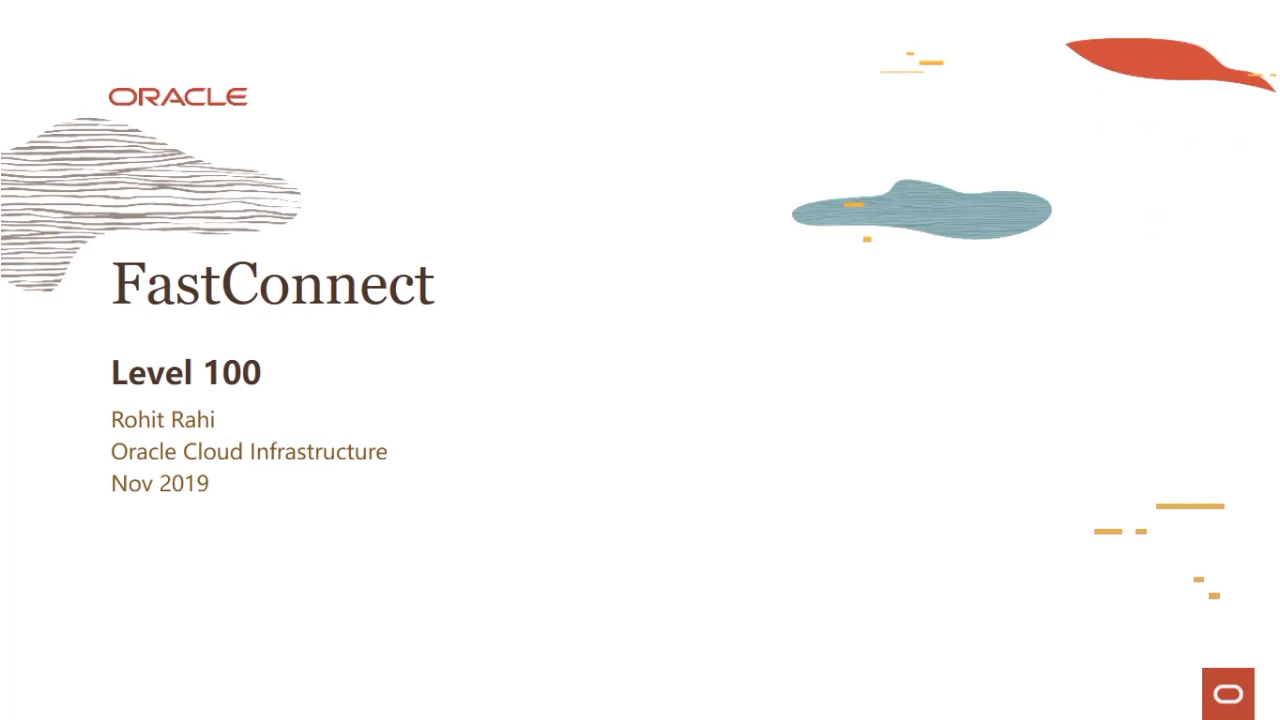 ORACLE
FastConnect
Level 100
Rohit Rahi
Oracle Cloud Infrastructure
Nov 2019